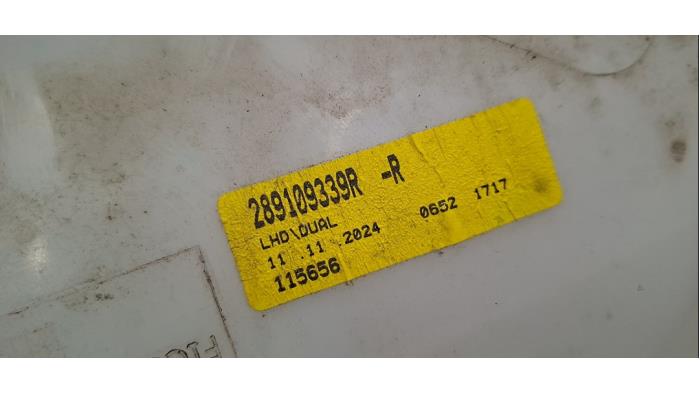 289109339R -R
LHD\DUAL
11 .11 .2024 0652 1717
115656